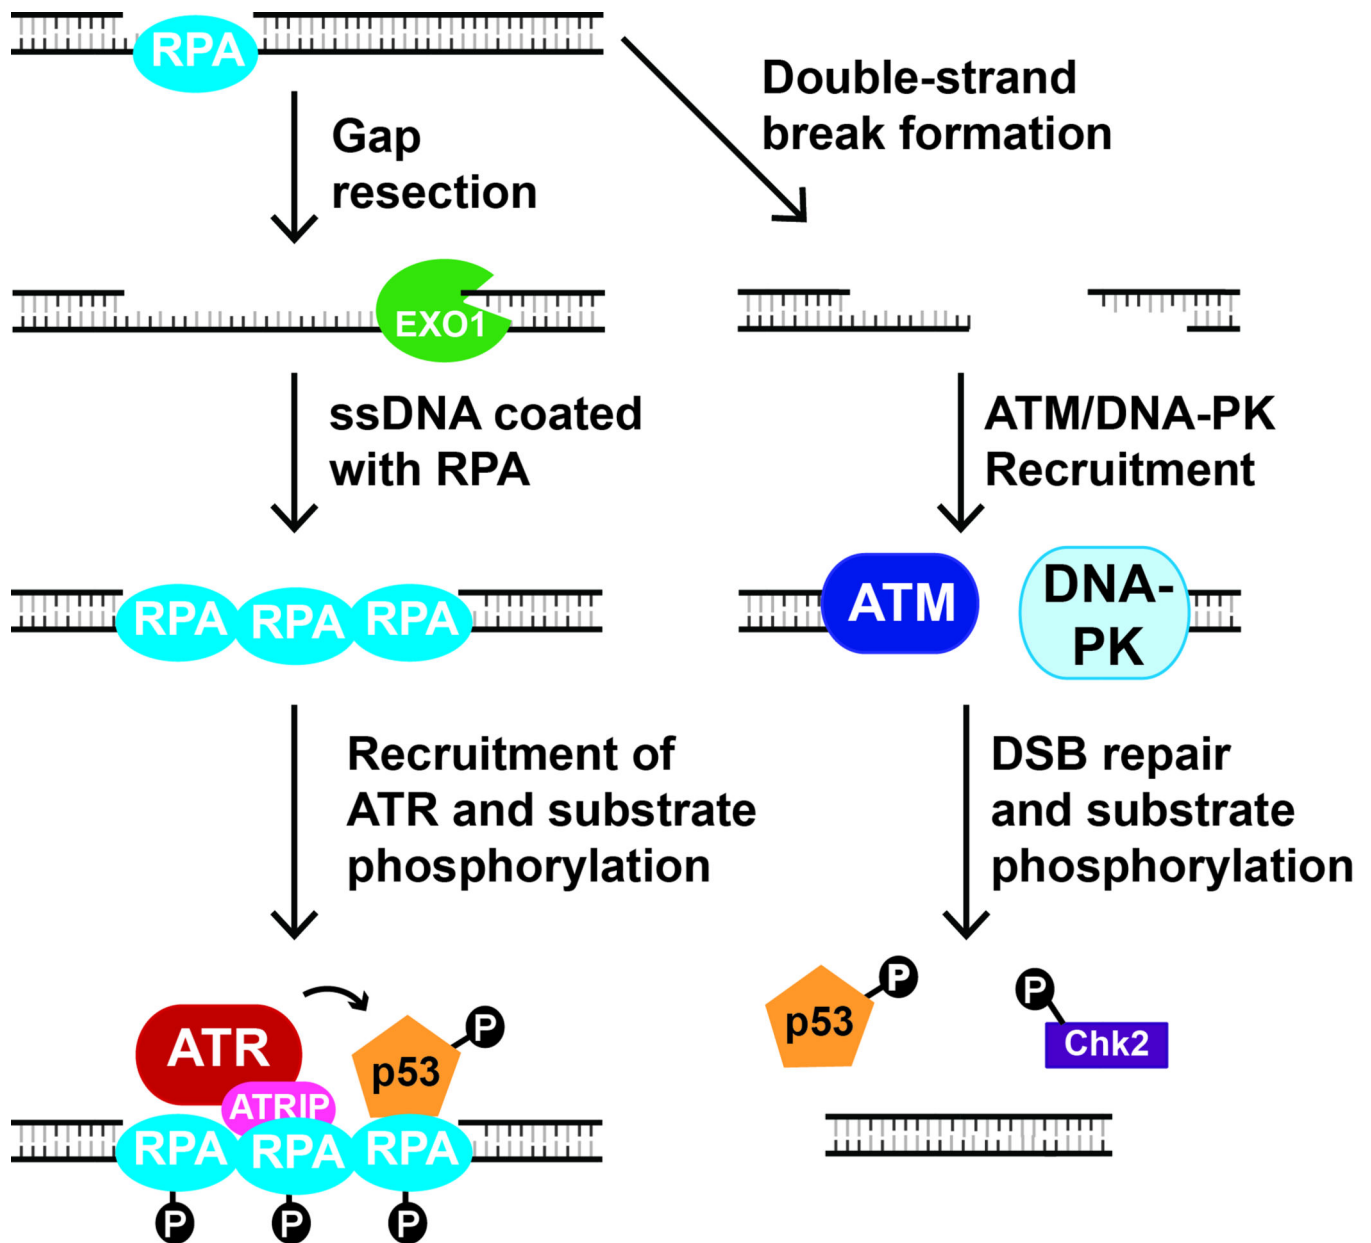 RPA
Double-strand
break formation
Gap
resection
EXO1
ssDNA coated
with RPA
ATM/DNA-PK
Recruitment
RPA RPA RPA
ATM
DNA-
PK
Recruitment of
ATR and substrate
phosphorylation
DSB repair
and substrate
phosphorylation
ATR
ATRIP
p53
P
RPA RPA RPA
P P P
p53
P
P
Chk2